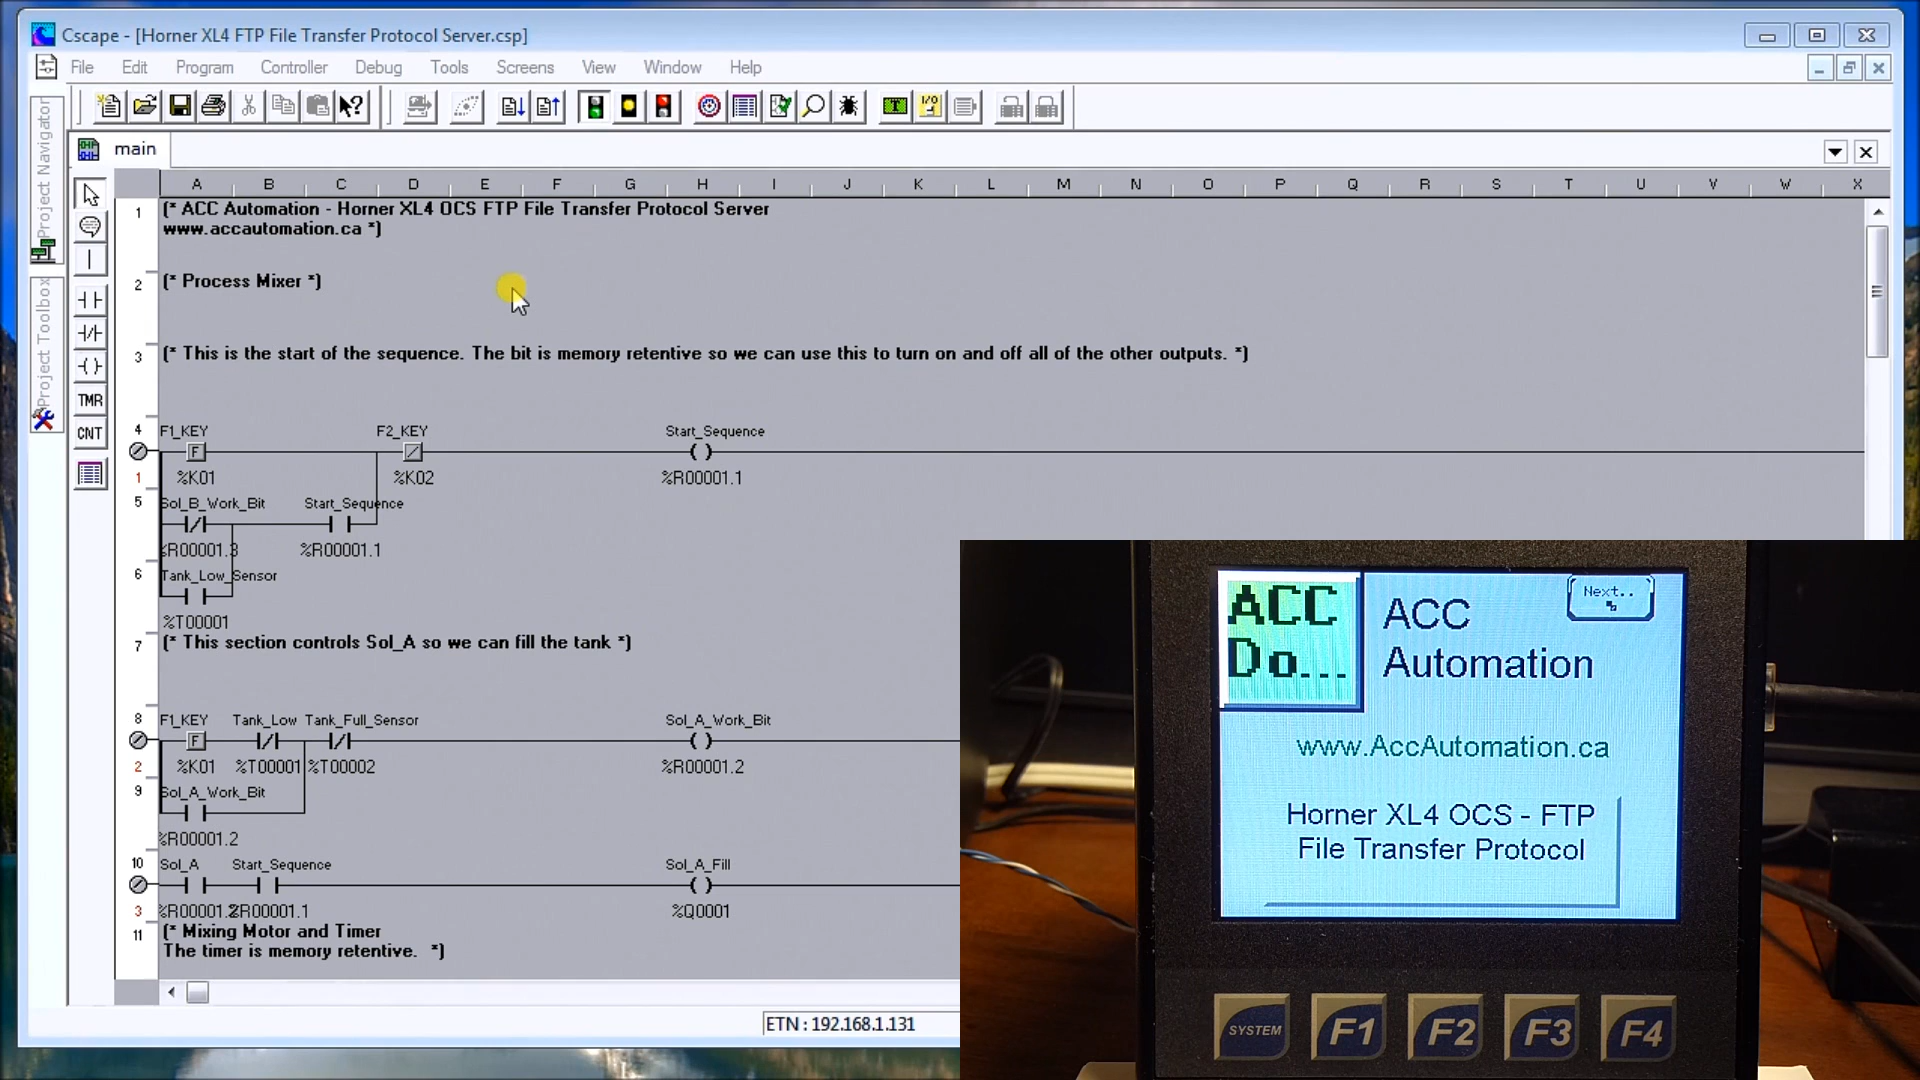 Cscape - [Horner XL4 FTP File Transfer Protocol Server.csp]
File Edit Program Controller Debug Tools Screens View Window Help
T I/O
Project Navigator
Project Toolbox
main
TMR
CNT
A B C D E F G H I J K L M N O P Q R S T U V W X
1 (* ACC Automation - Horner XL4 OCS FTP File Transfer Protocol Server
www.accautomation.ca *)
2 (* Process Mixer *)
3 (* This is the start of the sequence. The bit is memory retentive so we can use this to turn on and off all of the other outputs. *)
4 F1_KEY F2_KEY Start_Sequence
F
1 %K01 %K02 %R00001.1
5 Sol_B_Work_Bit Start_Sequence
%R00001.3 %R00001.1
6 Tank_Low_Sensor
%T00001
7 (* This section controls Sol_A so we can fill the tank *)
8 F1_KEY Tank_Low Tank_Full_Sensor Sol_A_Work_Bit
F
2 %K01 %T00001 %T00002 %R00001.2
9 Sol_A_Work_Bit
%R00001.2
10 Sol_A Start_Sequence Sol_A_Fill
3 %R00001.2 %R00001.1 %Q0001
11 (* Mixing Motor and Timer
The timer is memory retentive. *)
ETN : 192.168.1.131
ACC
Do...
ACC
Automation
Next..
www.AccAutomation.ca
Horner XL4 OCS - FTP
File Transfer Protocol
SYSTEM F1 F2 F3 F4